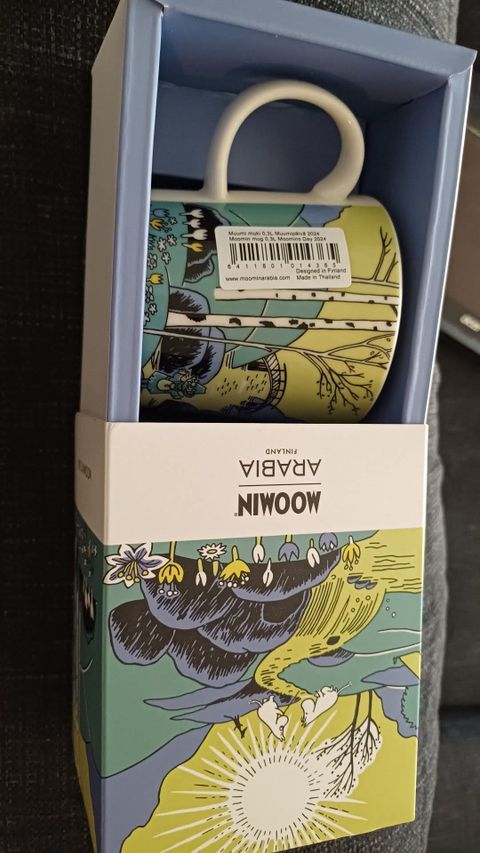 Muumi muki 0,3L Muumipäivä 2024
Moomin mug 0,3L Moomins Day 2024
6411801014365
Designed in Finland
www.moominarabia.com Made in Thailand
MOOMIN®
ARABIA
FINLAND